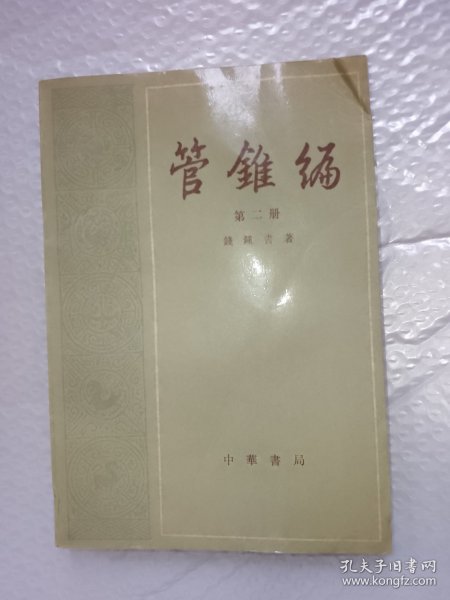 管錐編
第二册
錢鍾書著
中華書局
孔夫子旧书网
www.kongfz.com